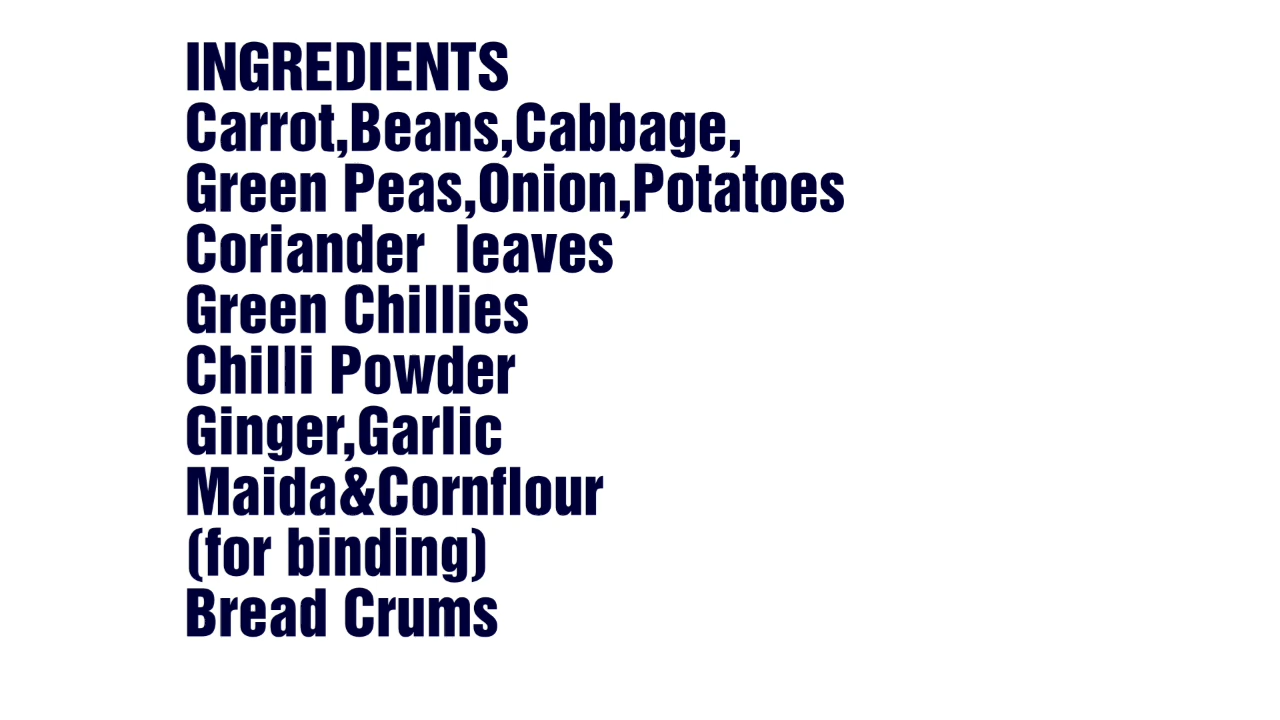 INGREDIENTS
Carrot,Beans,Cabbage,
Green Peas,Onion,Potatoes
Coriander  leaves
Green Chillies
Chilli Powder
Ginger,Garlic
Maida&Cornflour
(for binding)
Bread Crums